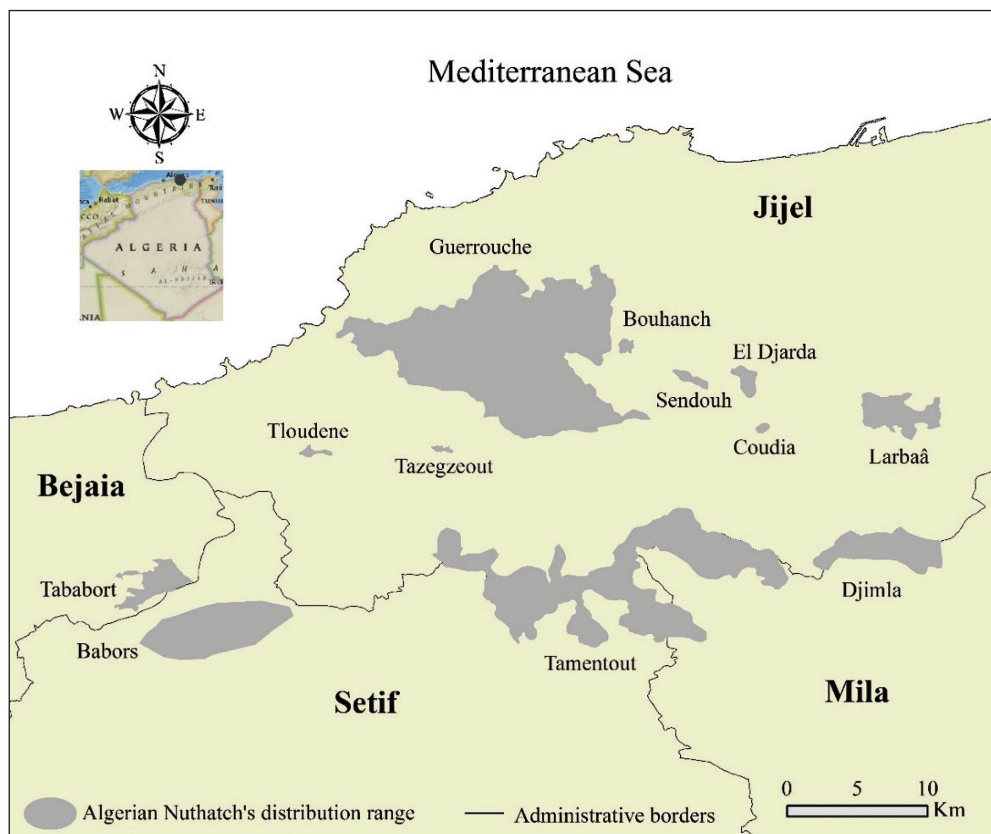 Mediterranean Sea
N
W
E
S
Rabat
ALGERIA
Jijel
Guerrouche
Bouhanch
El Djarda
Sendouh
Coudia
Larbaâ
Tloudene
Tazegzeout
Bejaia
Tababort
Babors
Djimla
Tamentout
Setif
Mila
0 5 10
Km
Algerian Nuthatch's distribution range
Administrative borders